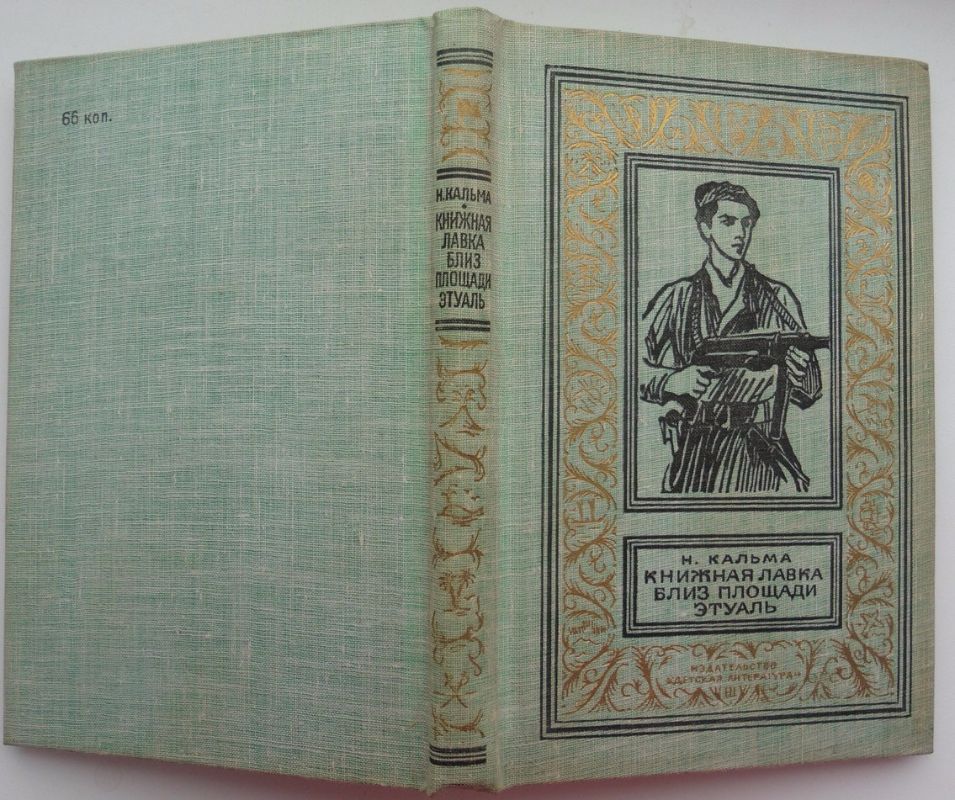 66 коп.
Н. КАЛЬМА
КНИЖНАЯ
ЛАВКА
БЛИЗ
ПЛОЩАДИ
ЭТУАЛЬ
Н. КАЛЬМА
КНИЖНАЯ ЛАВКА
БЛИЗ ПЛОЩАДИ
ЭТУАЛЬ
ИЗДАТЕЛЬСТВО
«ДЕТСКАЯ ЛИТЕРАТУРА»